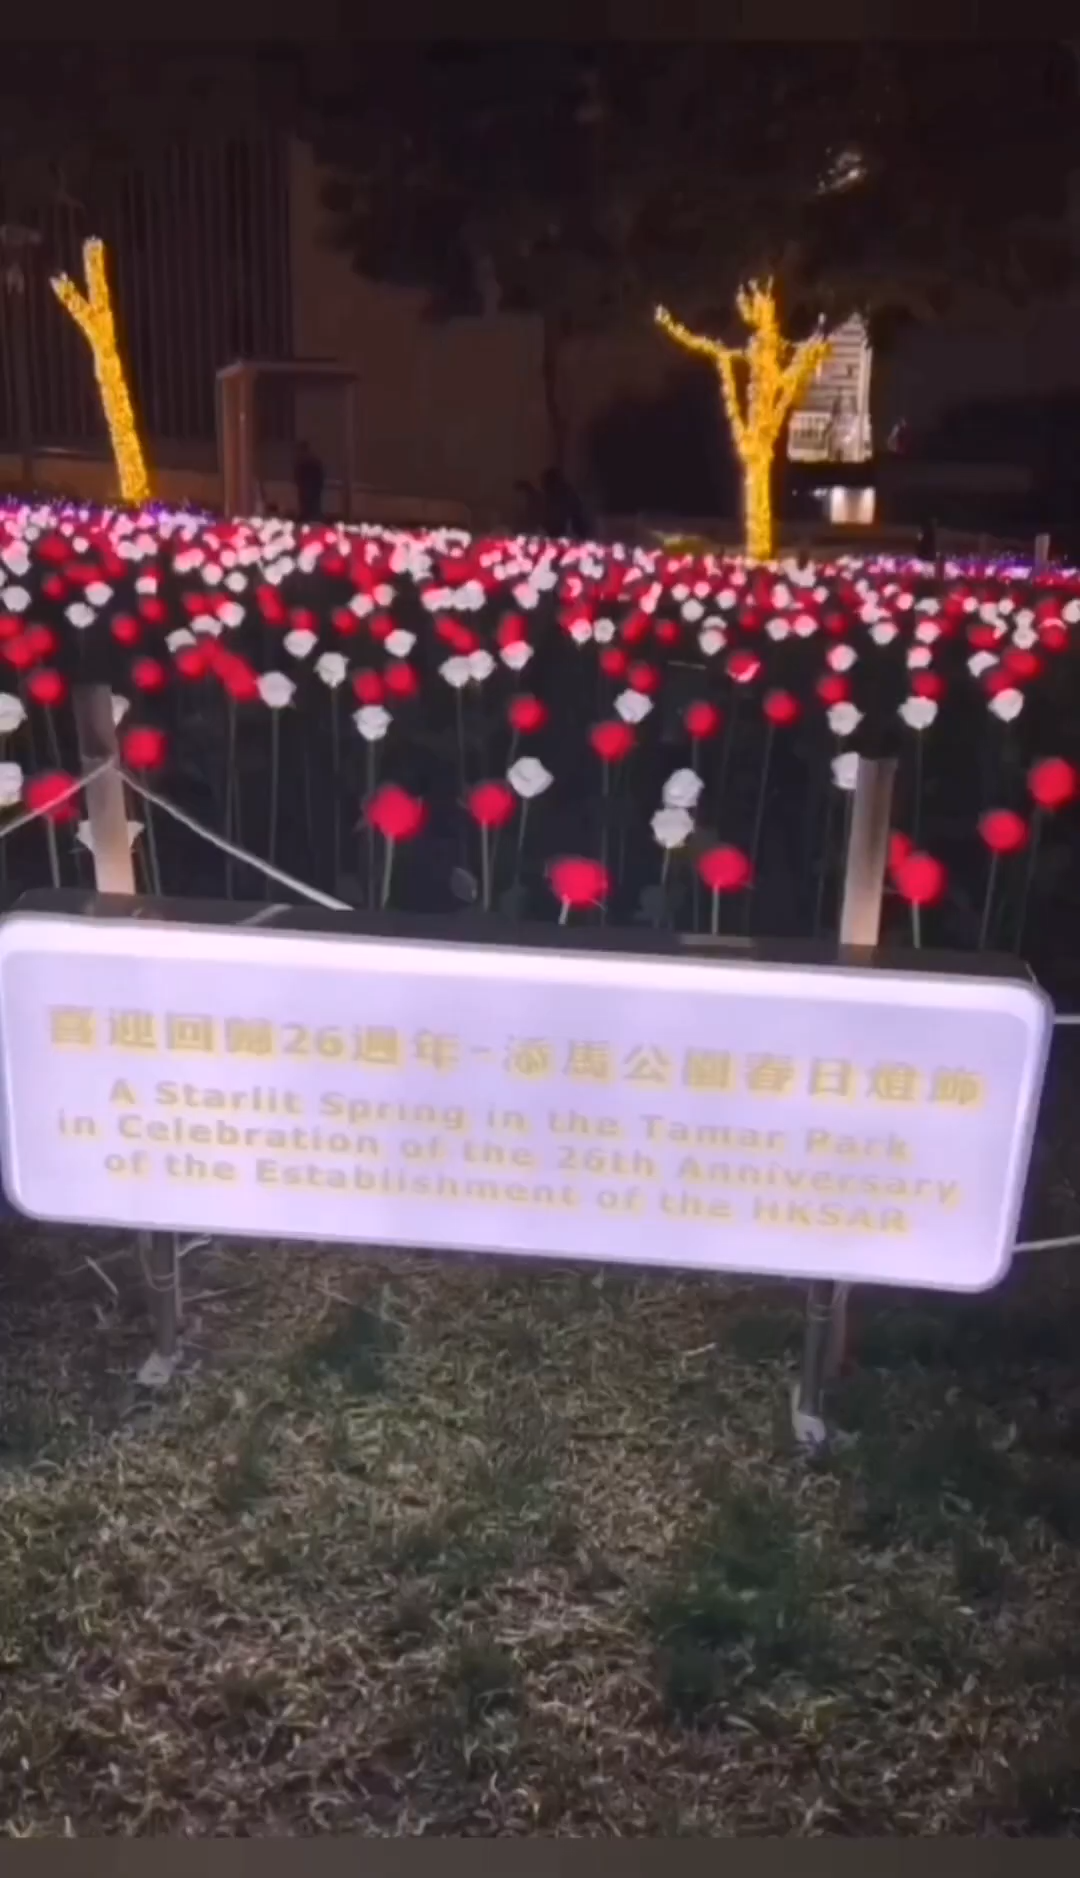 喜迎回歸26週年-添馬公園春日燈飾
A Starlit Spring in the Tamar Park
in Celebration of the 26th Anniversary
of the Establishment of the HKSAR